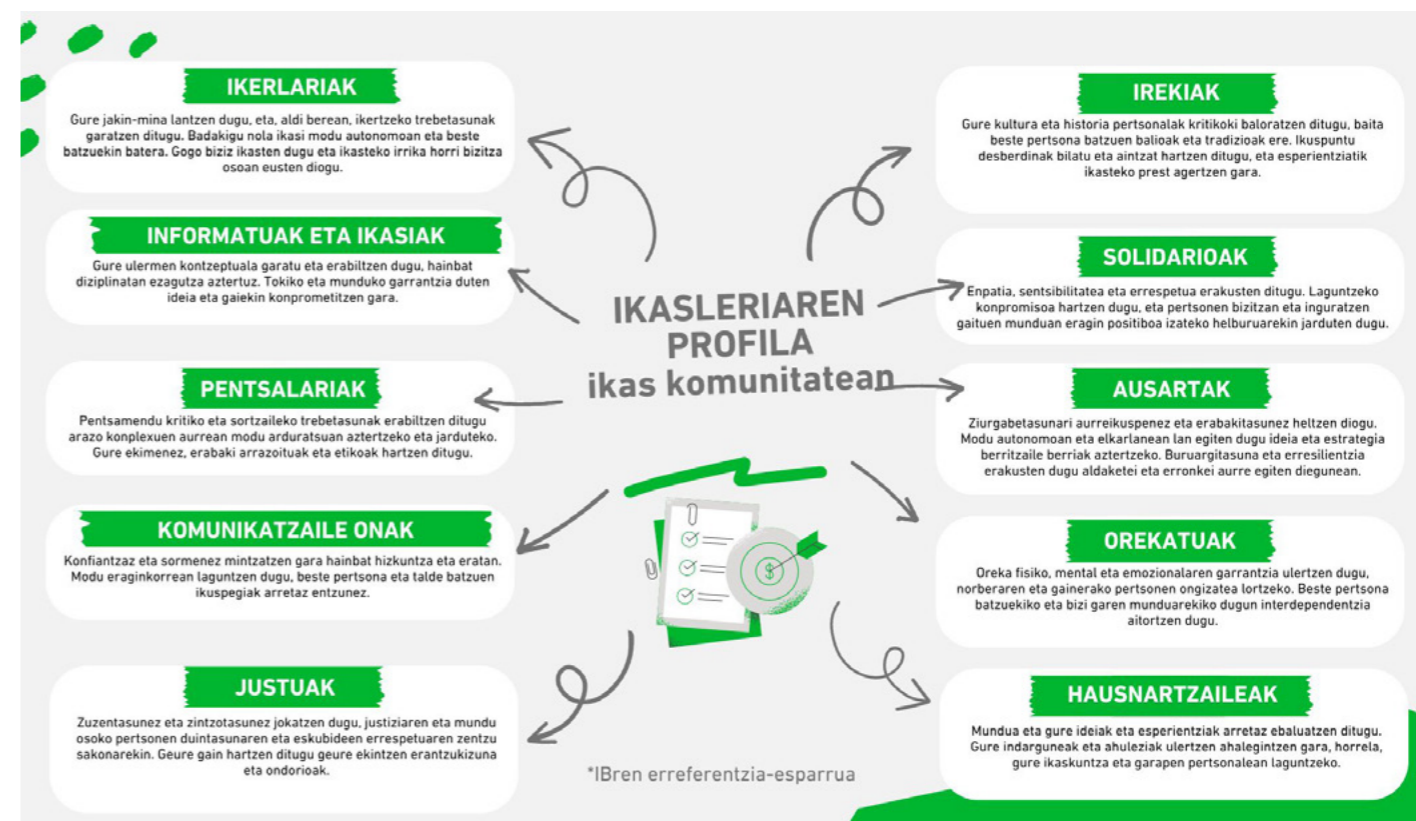 IKERLARIAK
Gure jakin-mina lantzen dugu, eta, aldi berean, ikertzeko trebetasunak
garatzen ditugu. Badakigu nola ikasi modu autonomoan eta beste
batzuekin batera. Gogo biziz ikasten dugu eta ikasteko irrika horri bizitza
osoan eusten diogu.
INFORMATUAK ETA IKASIAK
Gure ulermen kontzeptuala garatu eta erabiltzen dugu, hainbat
diziplinatan ezagutza aztertuz. Tokiko eta munduko garrantzia duten
ideia eta gaiekin konprometitzen gara.
PENTSALARIAK
Pentsamendu kritiko eta sortzaileko trebetasunak erabiltzen ditugu
arazo konplexuen aurrean modu arduratsuan aztertzeko eta jarduteko.
Gure ekimenez, erabaki arrazoituak eta etikoak hartzen ditugu.
KOMUNIKATZAILE ONAK
Konfiantzaz eta sormenez mintzatzen gara hainbat hizkuntza eta eratan.
Modu eraginkorrean laguntzen dugu, beste pertsona eta talde batzuen
ikuspegiak arretaz entzunez.
JUSTUAK
Zuzentasunez eta zintzotasunez jokatzen dugu, justiziaren eta mundu
osoko pertsonen duintasunaren eta eskubideen errespetuaren zentzu
sakonarekin. Geure gain hartzen ditugu geure ekintzen erantzukizuna
eta ondorioak.
IKASLERIAREN
PROFILA
ikas komunitatean
$
*IBren erreferentzia-esparrua
IREKIAK
Gure kultura eta historia pertsonalak kritikoki baloratzen ditugu, baita
beste pertsona batzuen balioak eta tradizioak ere. Ikuspuntu
desberdinak bilatu eta aintzat hartzen ditugu, eta esperientziatik
ikasteko prest agertzen gara.
SOLIDARIOAK
Enpatia, sentsibilitatea eta errespetua erakusten ditugu. Laguntzeko
konpromisoa hartzen dugu, eta pertsonen bizitzan eta inguratzen
gaituen munduan eragin positiboa izateko helburuarekin jarduten dugu.
AUSARTAK
Ziurgabetasunari aurreikuspenez eta erabakitasunez heltzen diogu.
Modu autonomoan eta elkarlanean lan egiten dugu ideia eta estrategia
berritzaile berriak aztertzeko. Buruargitasuna eta erresilientzia
erakusten dugu aldaketei eta erronkei aurre egiten diegunean.
OREKATUAK
Oreka fisiko, mental eta emozionalaren garrantzia ulertzen dugu,
norberaren eta gainerako pertsonen ongizatea lortzeko. Beste pertsona
batzuekiko eta bizi garen munduarekiko dugun interdependentzia
aitortzen dugu.
HAUSNARTZAILEAK
Mundua eta gure ideiak eta esperientziak arretaz ebaluatzen ditugu.
Gure indarguneak eta ahuleziak ulertzen ahalegintzen gara, horrela,
gure ikaskuntza eta garapen pertsonalean laguntzeko.